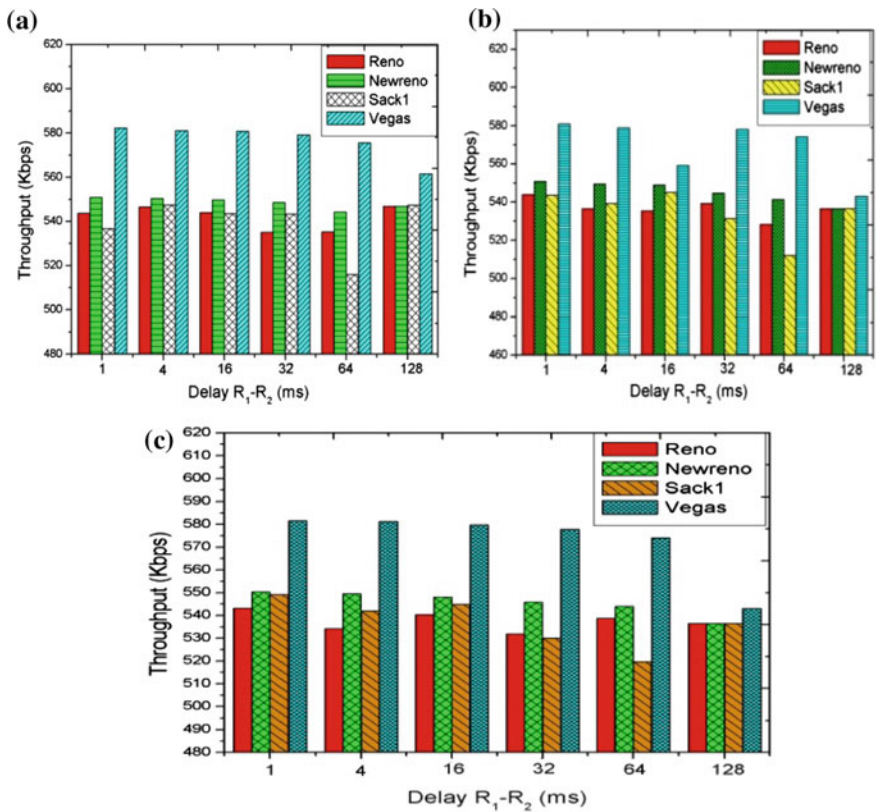 (a)
620
600
580
560
540
520
500
480
Throughput (Kbps)
Reno
Newreno
Sack1
Vegas
1 4 16 32 64 128
Delay R₁-R₂ (ms)
(b)
620
600
580
560
540
520
500
480
460
Throughput (Kbps)
Reno
Newreno
Sack1
Vegas
1 4 16 32 64 128
Delay R₁-R₂ (ms)
(c)
620
610
600
590
580
570
560
550
540
530
520
510
500
490
480
Throughput (Kbps)
Reno
Newreno
Sack1
Vegas
1 4 16 32 64 128
Delay R₁-R₂ (ms)